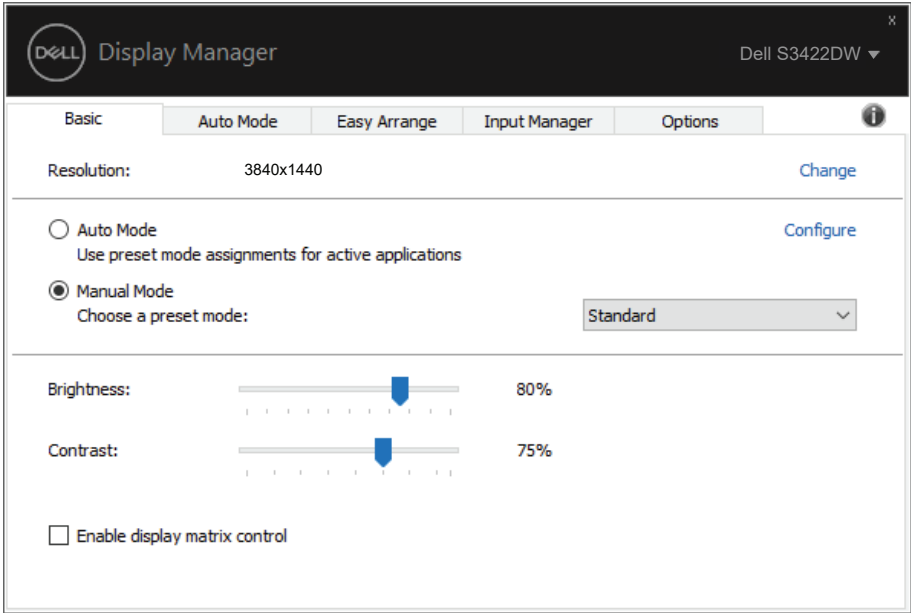 x
DELL Display Manager
Dell S3422DW
Basic Auto Mode Easy Arrange Input Manager Options i
Resolution: 3840x1440 Change
Auto Mode Configure
Use preset mode assignments for active applications
Manual Mode
Choose a preset mode: Standard
Brightness: 80%
Contrast: 75%
Enable display matrix control